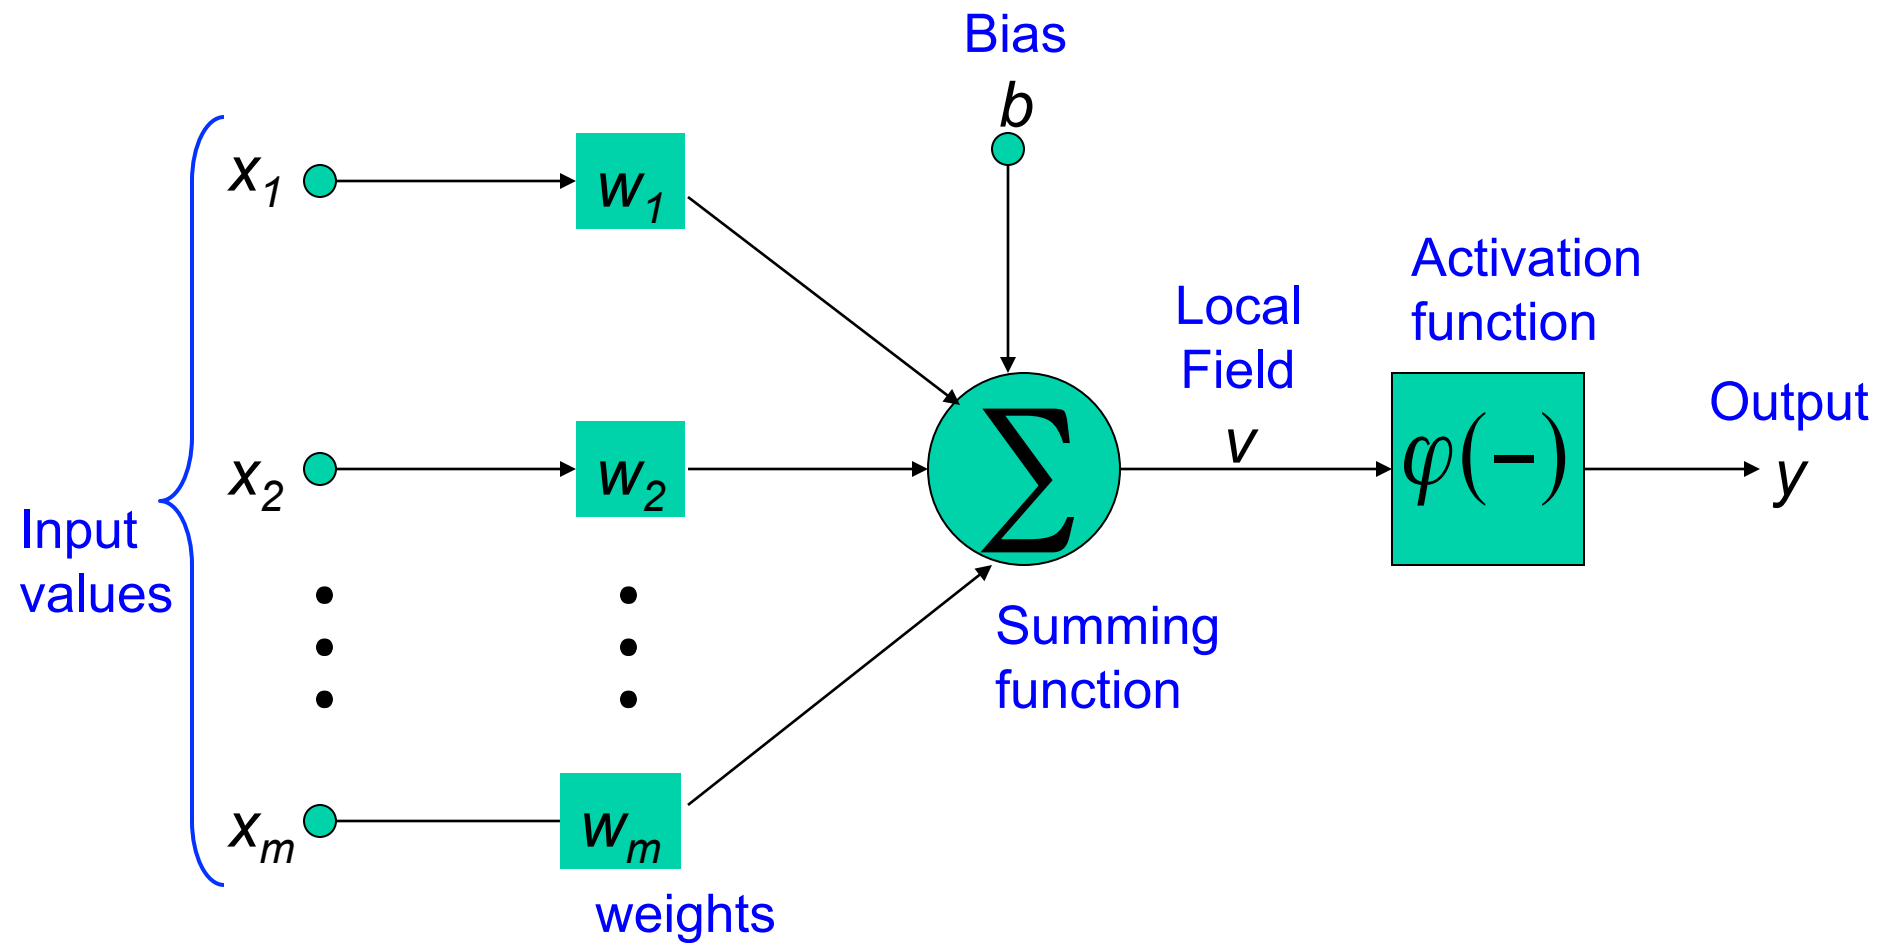 Bias
b
x1
w1
Activation
function
Local
Field
Output
x2
w2
∑
v
φ(−)
y
Input
values
Summing
function
xm
wm
weights